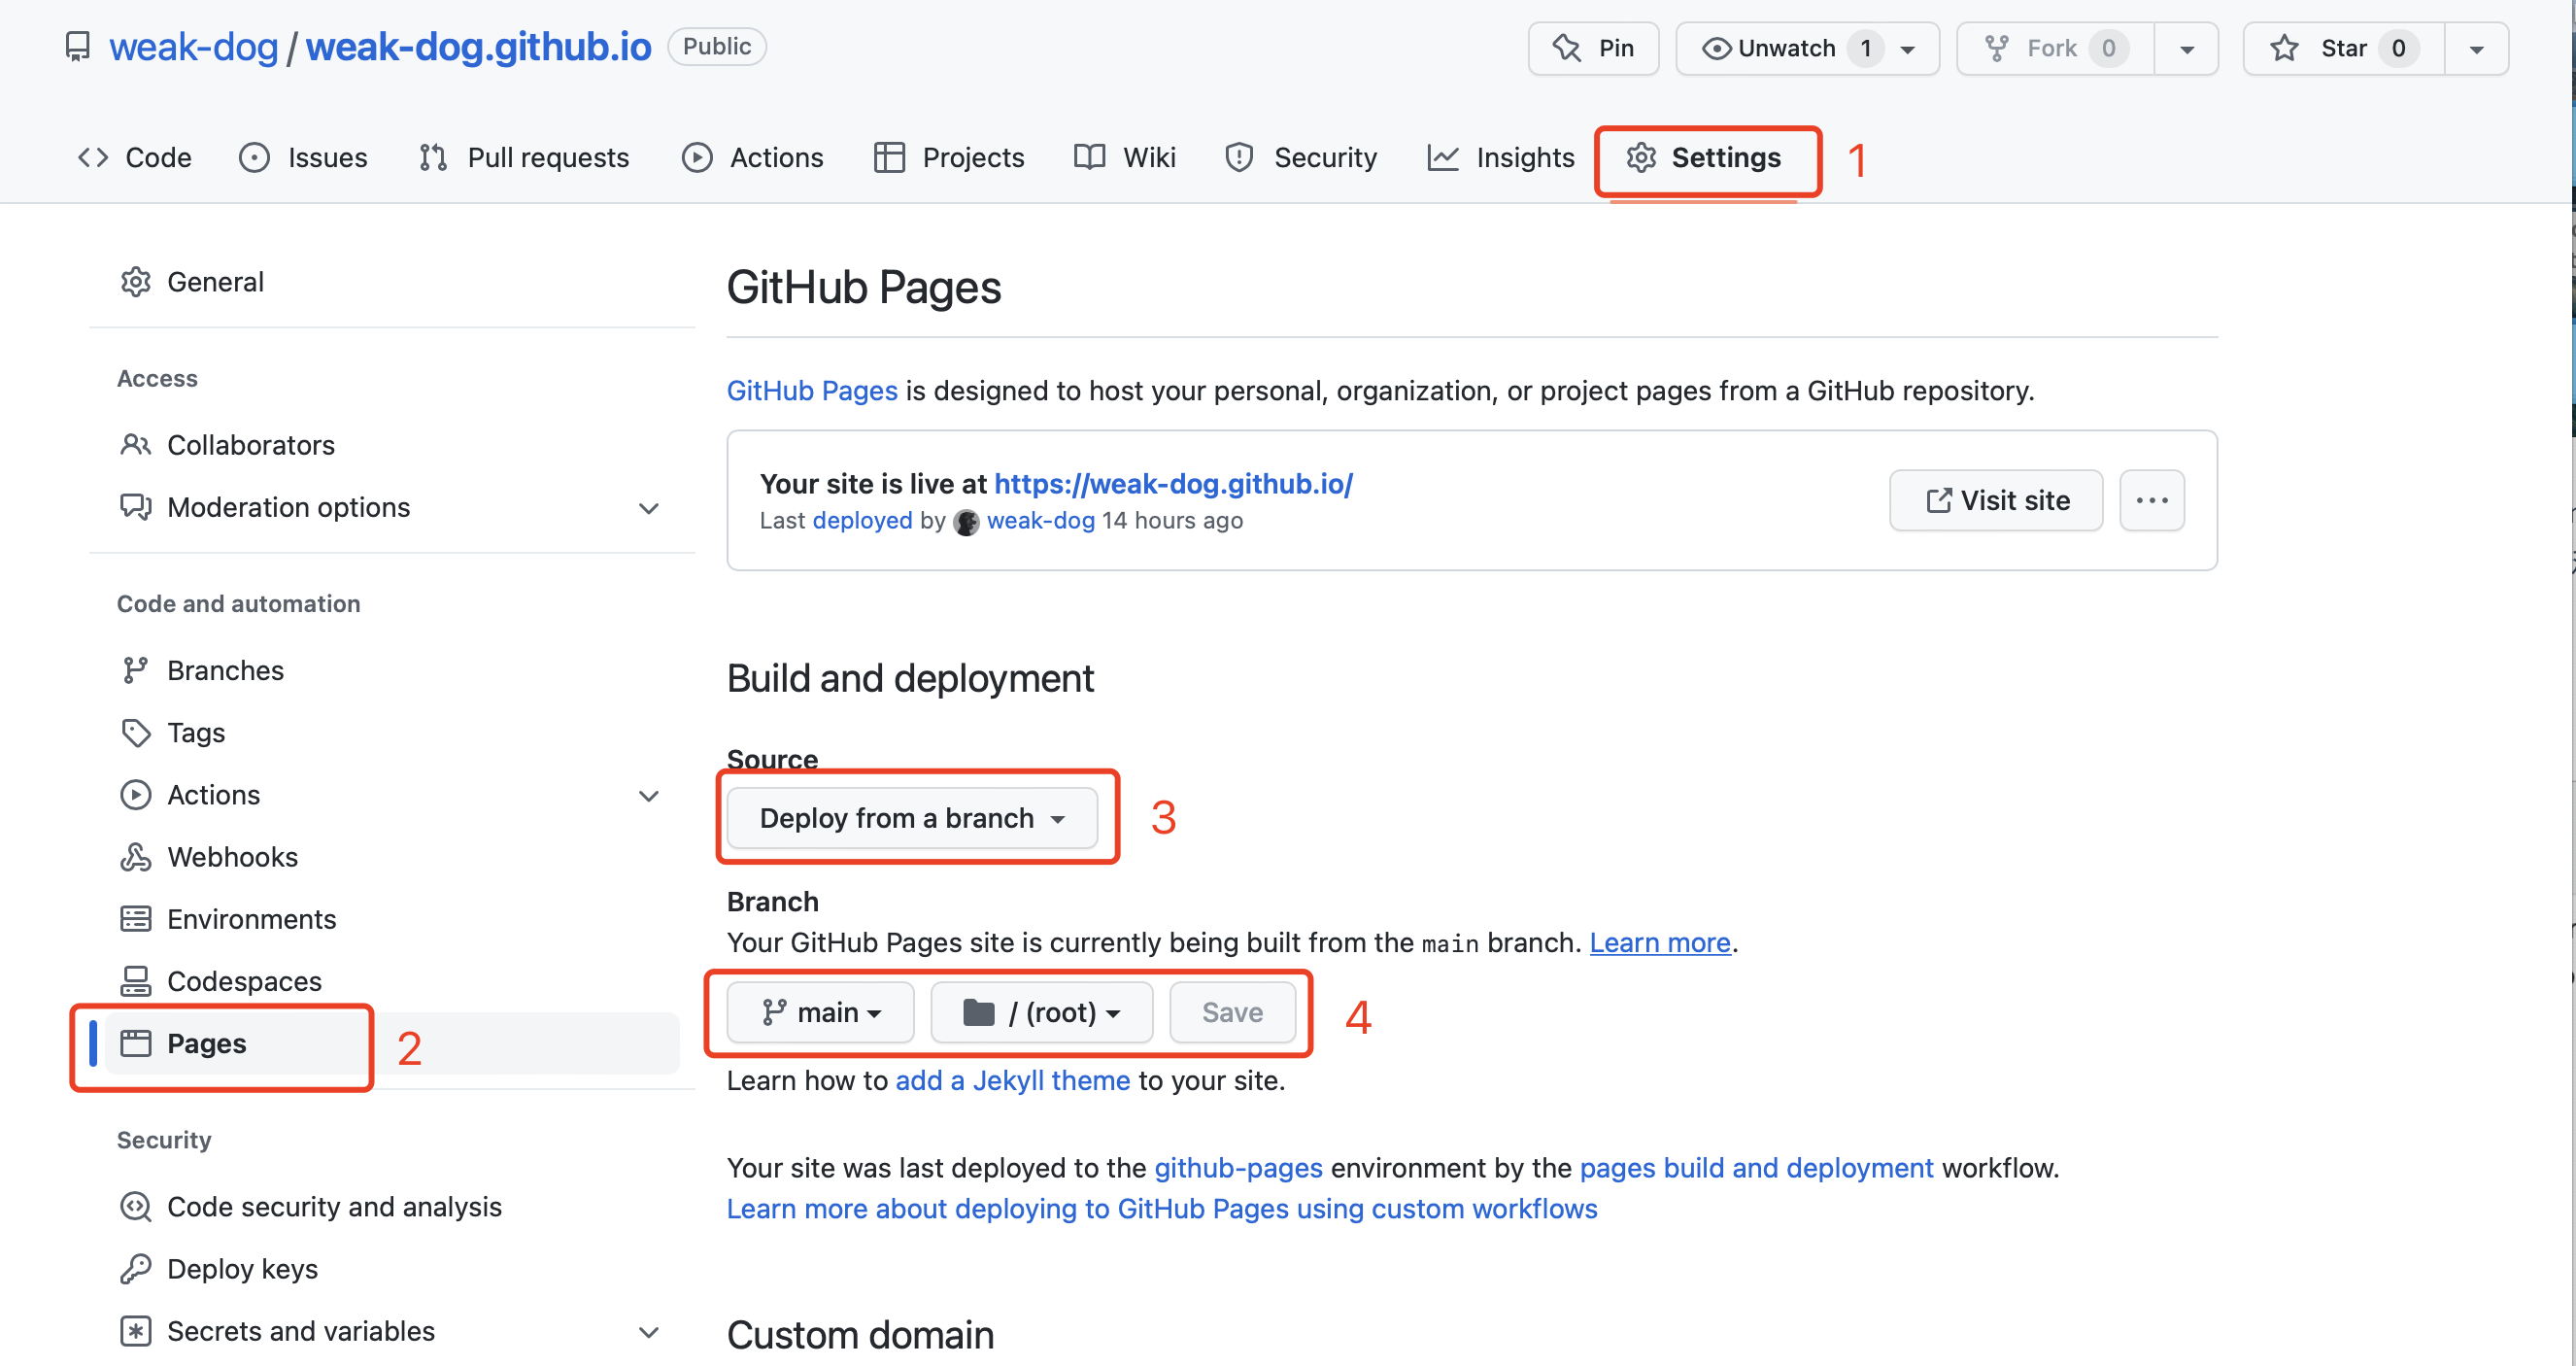 weak-dog / weak-dog.github.io Public Pin Unwatch 1 Fork 0 Star 0
Code Issues Pull requests Actions Projects Wiki Security Insights Settings 1
General
Access
Collaborators
Moderation options
Code and automation
Branches
Tags
Actions
Webhooks
Environments
Codespaces
Pages 2
Security
Code security and analysis
Deploy keys
Secrets and variables
GitHub Pages
GitHub Pages is designed to host your personal, organization, or project pages from a GitHub repository.
Your site is live at https://weak-dog.github.io/
Last deployed by weak-dog 14 hours ago
Visit site
Build and deployment
Source
Deploy from a branch 3
Branch
Your GitHub Pages site is currently being built from the main branch. Learn more.
main / (root) Save 4
Learn how to add a Jekyll theme to your site.
Your site was last deployed to the github-pages environment by the pages build and deployment workflow.
Learn more about deploying to GitHub Pages using custom workflows
Custom domain